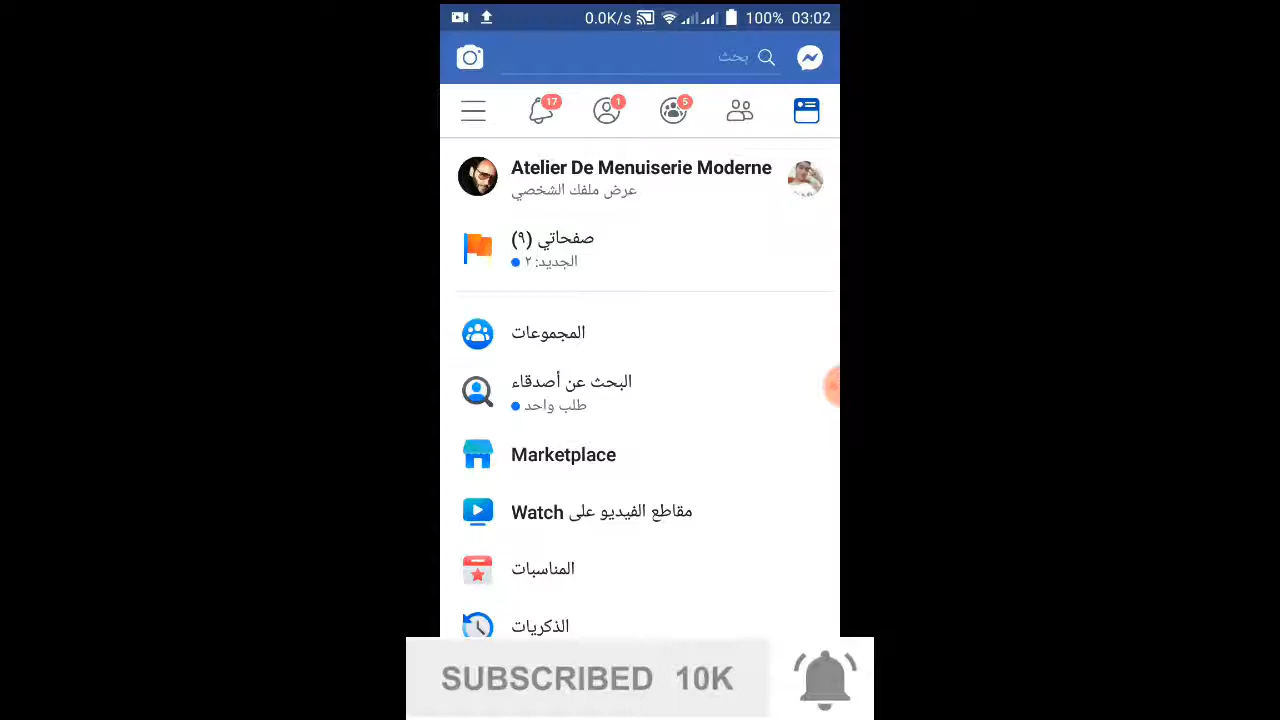 0.0K/s 100% 03:02
بحث
17 1 5
Atelier De Menuiserie Moderne
عرض ملفك الشخصي
صفحاتي (٩)
الجديد: ٢
المجموعات
البحث عن أصدقاء
طلب واحد
Marketplace
مقاطع الفيديو على Watch
المناسبات
الذكريات
SUBSCRIBED 10K